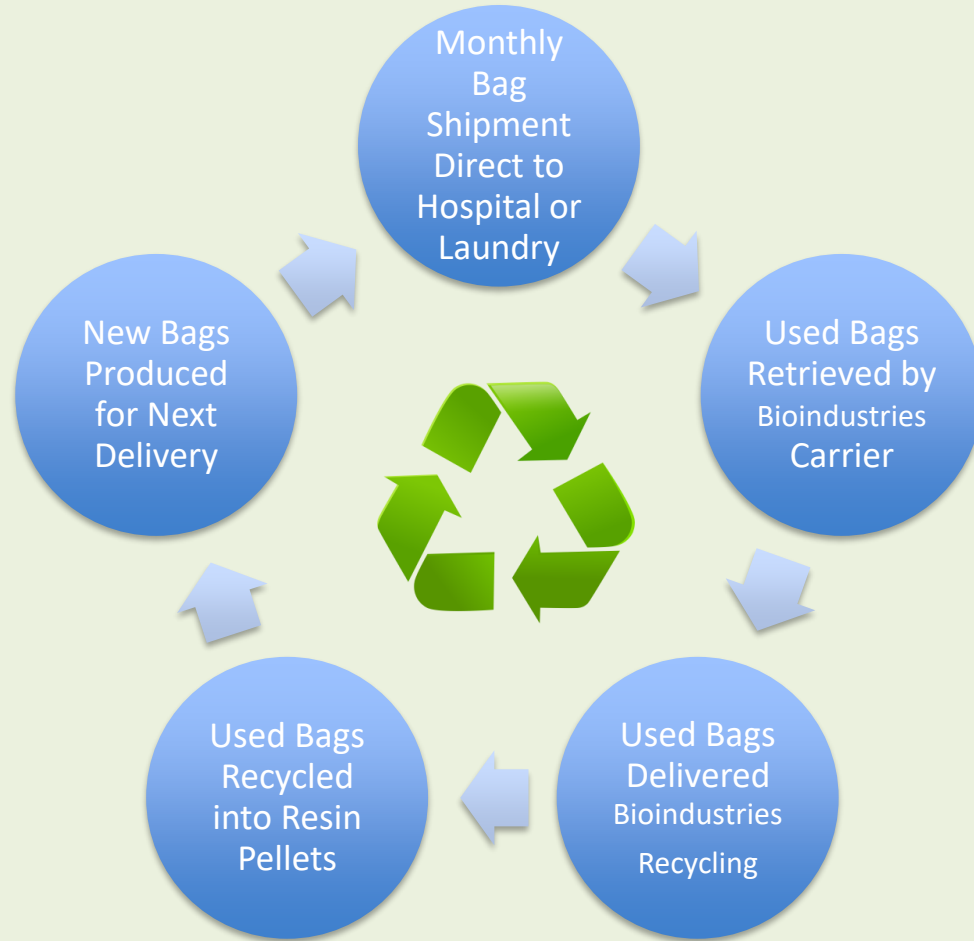 Monthly
Bag
Shipment
Direct to
Hospital or
Laundry
Used Bags
Retrieved by
Bioindustries
Carrier
Used Bags
Delivered
Bioindustries
Recycling
Used Bags
Recycled
into Resin
Pellets
New Bags
Produced
for Next
Delivery